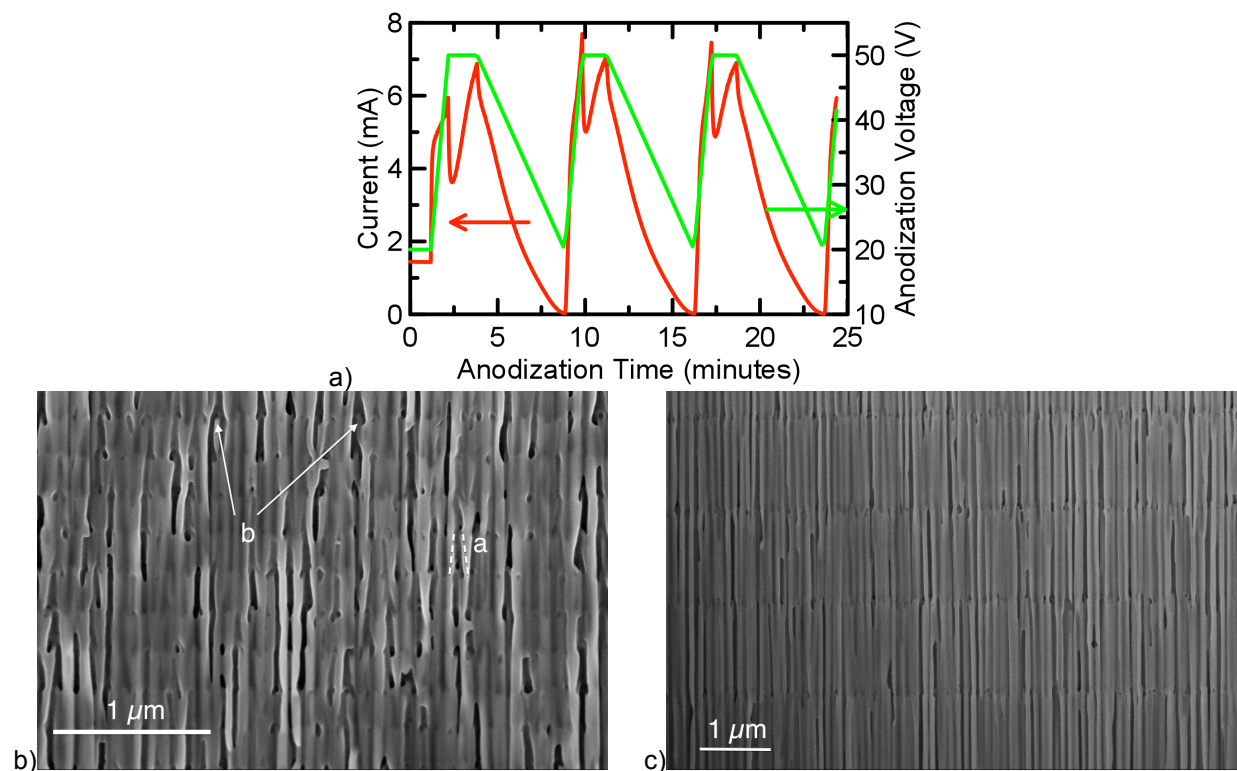 8
6
4
2
0
Current (mA)
50
40
30
20
10
Anodization Voltage (V)
0
5
10
15
20
25
Anodization Time (minutes)
a)
b
a
1 µm
b)
1 µm
c)